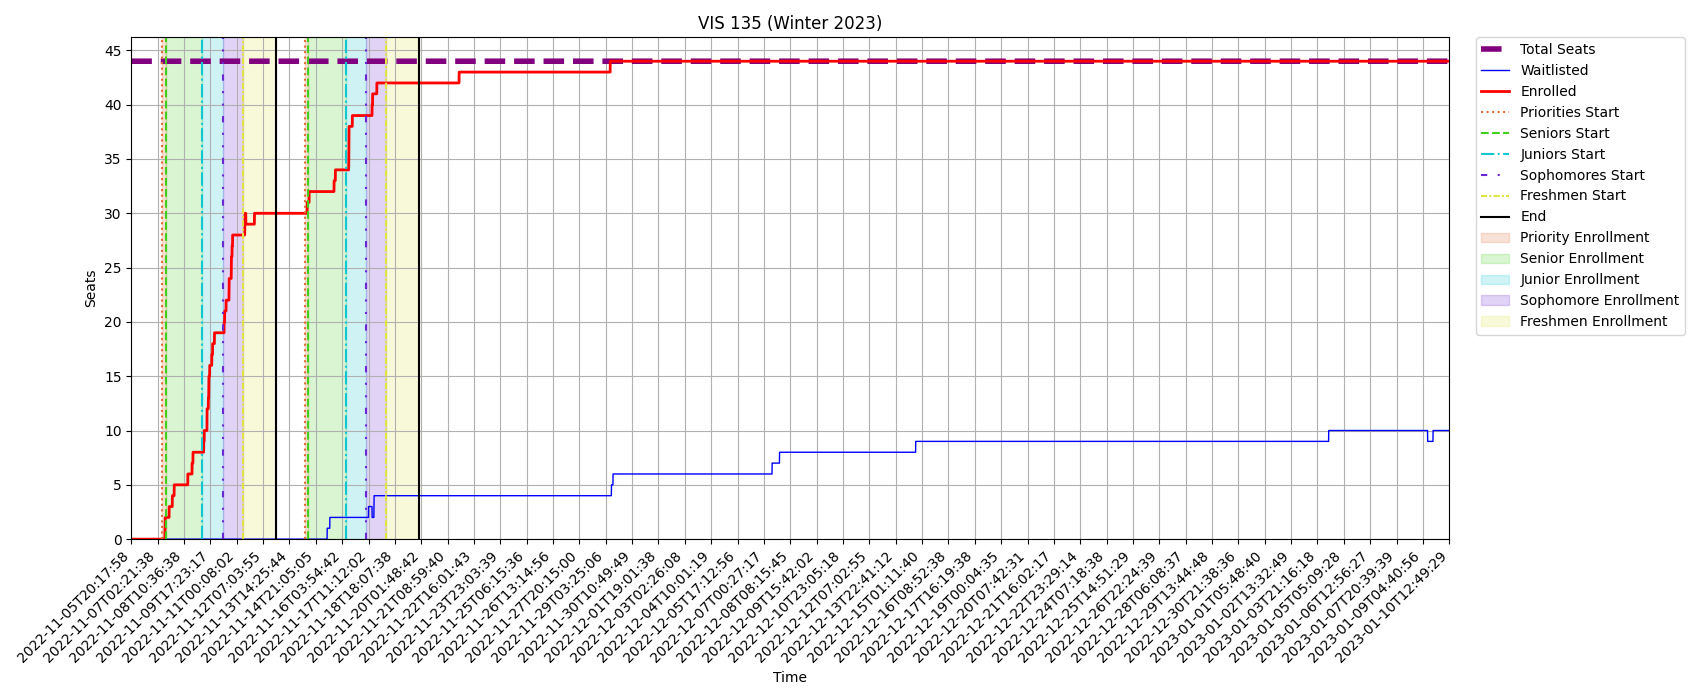 VIS 135 (Winter 2023)
Seats
45
40
35
30
25
20
15
10
5
0
2022-11-05T20:17:58
2022-11-07T02:21:38
2022-11-08T10:36:38
2022-11-09T17:23:17
2022-11-11T00:08:02
2022-11-12T07:03:55
2022-11-13T14:25:44
2022-11-14T21:05:05
2022-11-16T03:54:42
2022-11-17T11:12:02
2022-11-18T18:07:38
2022-11-20T01:48:42
2022-11-21T08:59:40
2022-11-22T16:01:43
2022-11-23T23:03:39
2022-11-25T06:15:36
2022-11-26T13:14:56
2022-11-27T20:15:00
2022-11-29T03:25:06
2022-11-30T10:49:49
2022-12-01T19:01:38
2022-12-03T02:26:08
2022-12-04T10:01:19
2022-12-05T17:12:56
2022-12-07T00:27:17
2022-12-08T08:15:45
2022-12-09T15:42:02
2022-12-10T23:05:18
2022-12-12T07:02:55
2022-12-13T22:41:12
2022-12-15T11:11:40
2022-12-16T08:52:38
2022-12-17T16:19:38
2022-12-19T00:04:35
2022-12-20T07:42:31
2022-12-21T16:02:17
2022-12-22T23:29:14
2022-12-24T07:18:38
2022-12-25T14:51:29
2022-12-26T22:24:39
2022-12-28T06:08:37
2022-12-29T13:44:48
2022-12-30T21:38:36
2023-01-01T05:48:40
2023-01-02T13:32:49
2023-01-03T21:16:18
2023-01-05T05:09:28
2023-01-06T12:56:27
2023-01-07T20:39:39
2023-01-09T04:40:56
2023-01-10T12:49:29
Time
Total Seats
Waitlisted
Enrolled
Priorities Start
Seniors Start
Juniors Start
Sophomores Start
Freshmen Start
End
Priority Enrollment
Senior Enrollment
Junior Enrollment
Sophomore Enrollment
Freshmen Enrollment